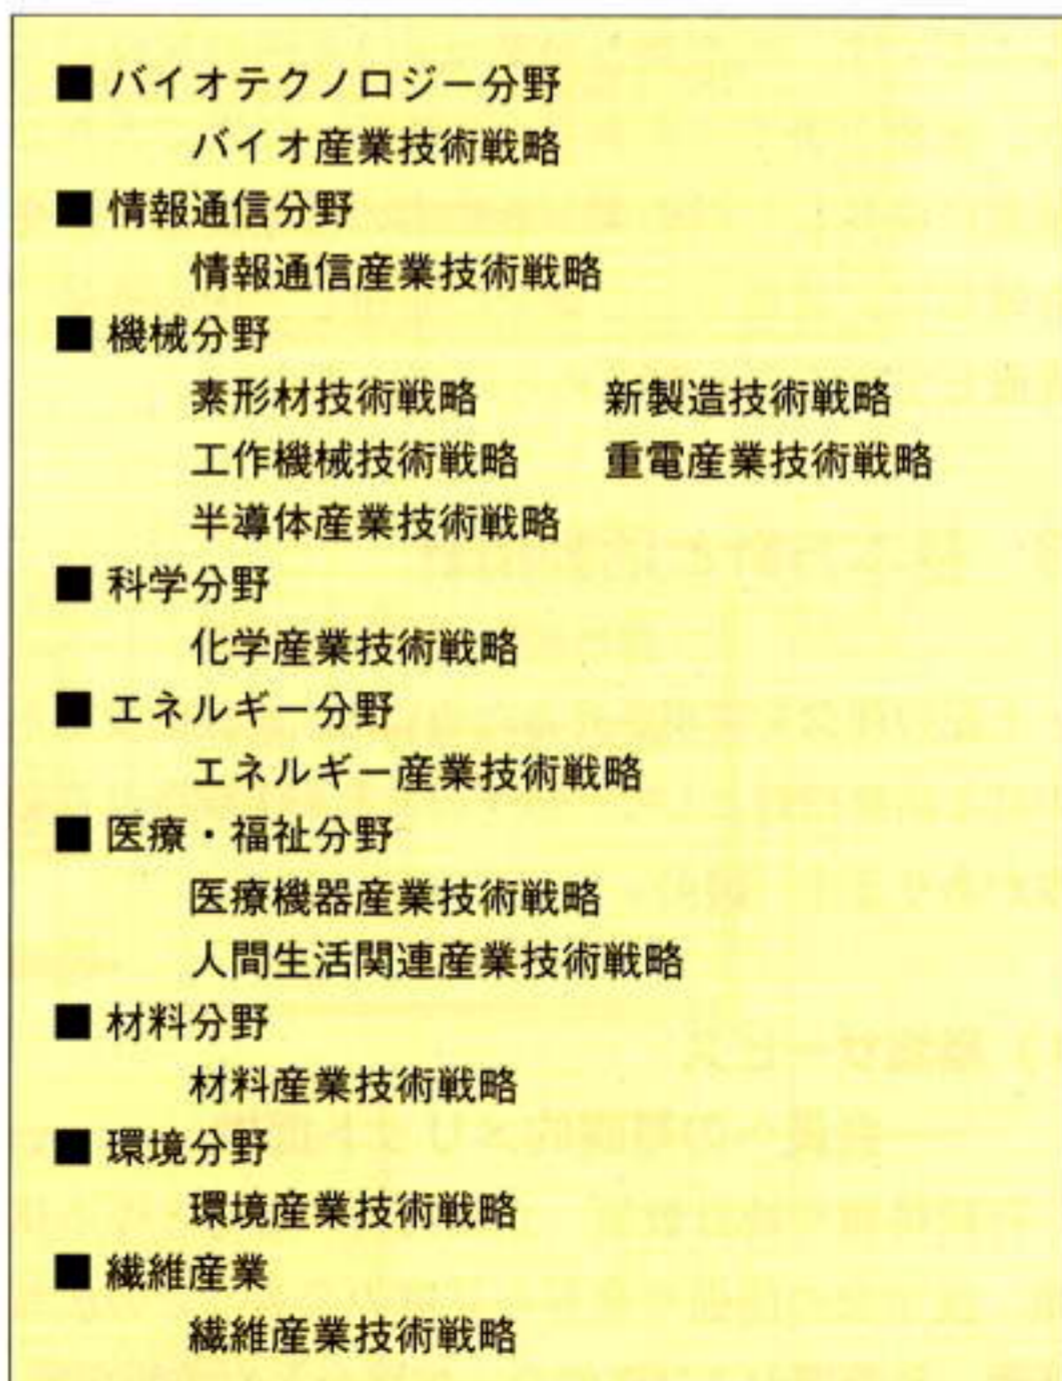 ■ バイオテクノロジー分野
バイオ産業技術戦略
■ 情報通信分野
情報通信産業技術戦略
■ 機械分野
素形材技術戦略 新製造技術戦略
工作機械技術戦略 重電産業技術戦略
半導体産業技術戦略
■ 科学分野
化学産業技術戦略
■ エネルギー分野
エネルギー産業技術戦略
■ 医療・福祉分野
医療機器産業技術戦略
人間生活関連産業技術戦略
■ 材料分野
材料産業技術戦略
■ 環境分野
環境産業技術戦略
■ 繊維産業
繊維産業技術戦略